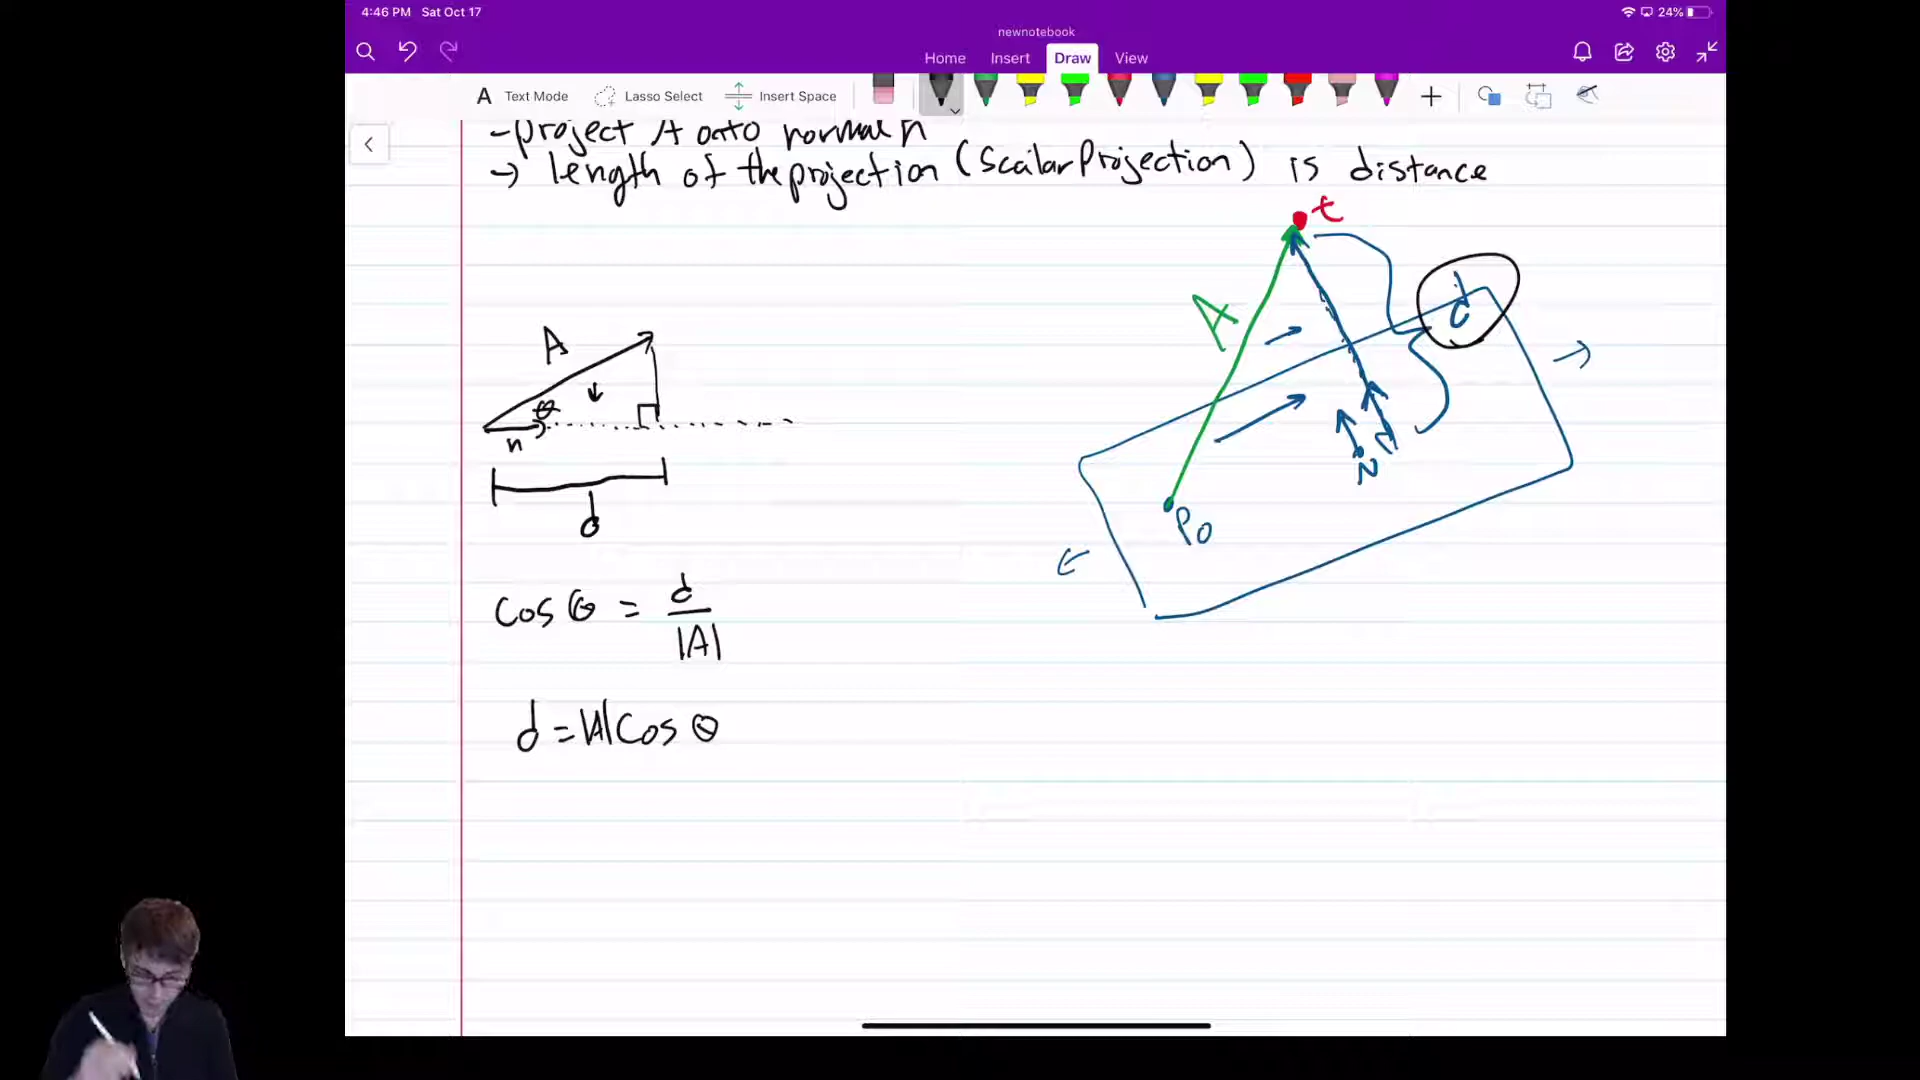 4:46 PM Sat Oct 17
24%
newnotebook
Home Insert Draw View
A Text Mode Lasso Select Insert Space
-project A onto normal n
→ length of the projection (Scalar Projection) is distance
t
A
d
A
θ
n
N
d
P0
cos θ = d
|A|
d = |A| cos θ